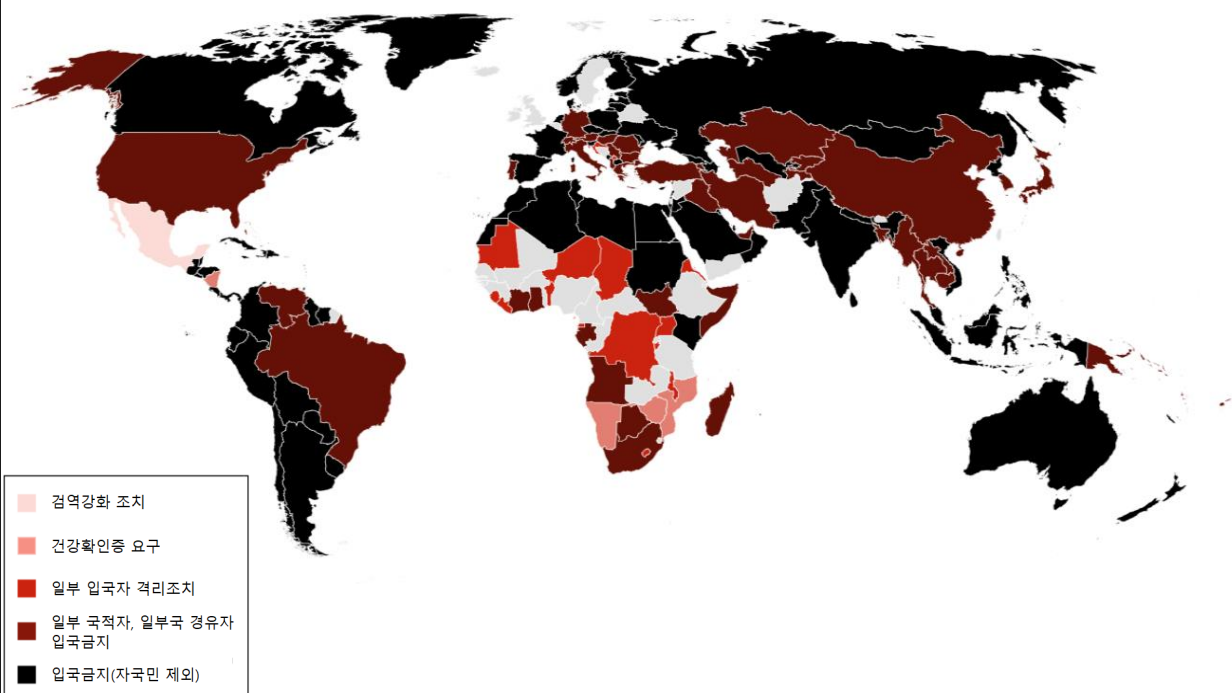 검역강화 조치
건강확인증 요구
일부 입국자 격리조치
일부 국적자, 일부국 경유자
입국금지
입국금지(자국민 제외)